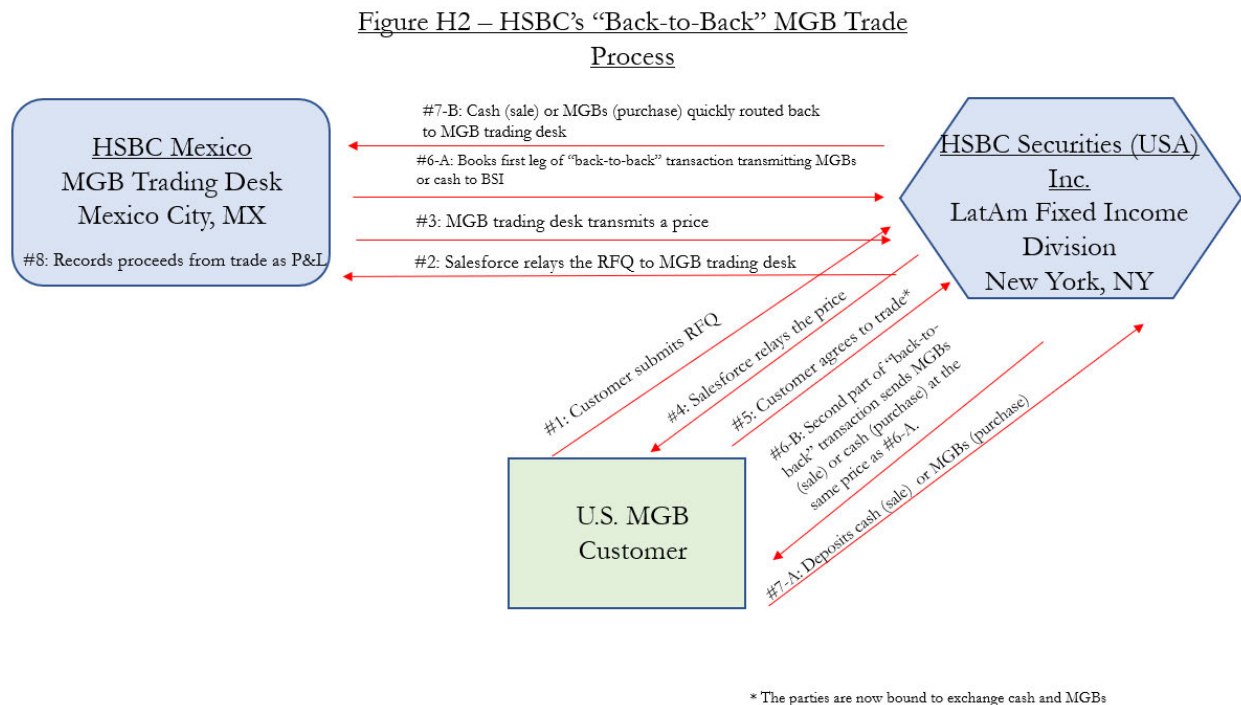 Figure H2 – HSBC's “Back-to-Back” MGB Trade
Process
HSBC Mexico
MGB Trading Desk
Mexico City, MX
#8: Records proceeds from trade as P&L
#7-B: Cash (sale) or MGBs (purchase) quickly routed back
to MGB trading desk
#6-A: Books first leg of “back-to-back” transaction transmitting MGBs
or cash to BSI
#3: MGB trading desk transmits a price
#2: Salesforce relays the RFQ to MGB trading desk
HSBC Securities (USA)
Inc.
LatAm Fixed Income
Division
New York, NY
#1: Customer submits RFQ
#4: Salesforce relays the price
#5: Customer agrees to trade*
#6-B: Second part of “back-to-
back” transaction sends MGBs
(sale) or cash (purchase) at the
same price as #6-A.
#7-A: Deposits cash (sale) or MGBs (purchase)
U.S. MGB
Customer
* The parties are now bound to exchange cash and MGBs